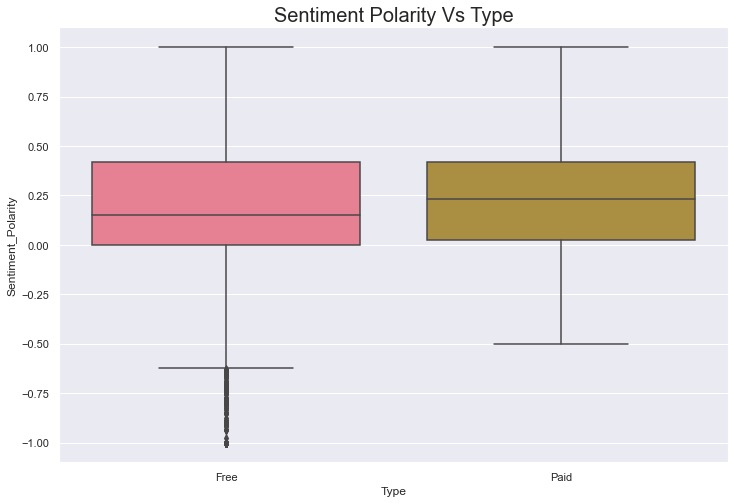 Sentiment Polarity Vs Type
1.00
0.75
0.50
0.25
0.00
−0.25
−0.50
−0.75
−1.00
Sentiment_Polarity
Free Paid
Type